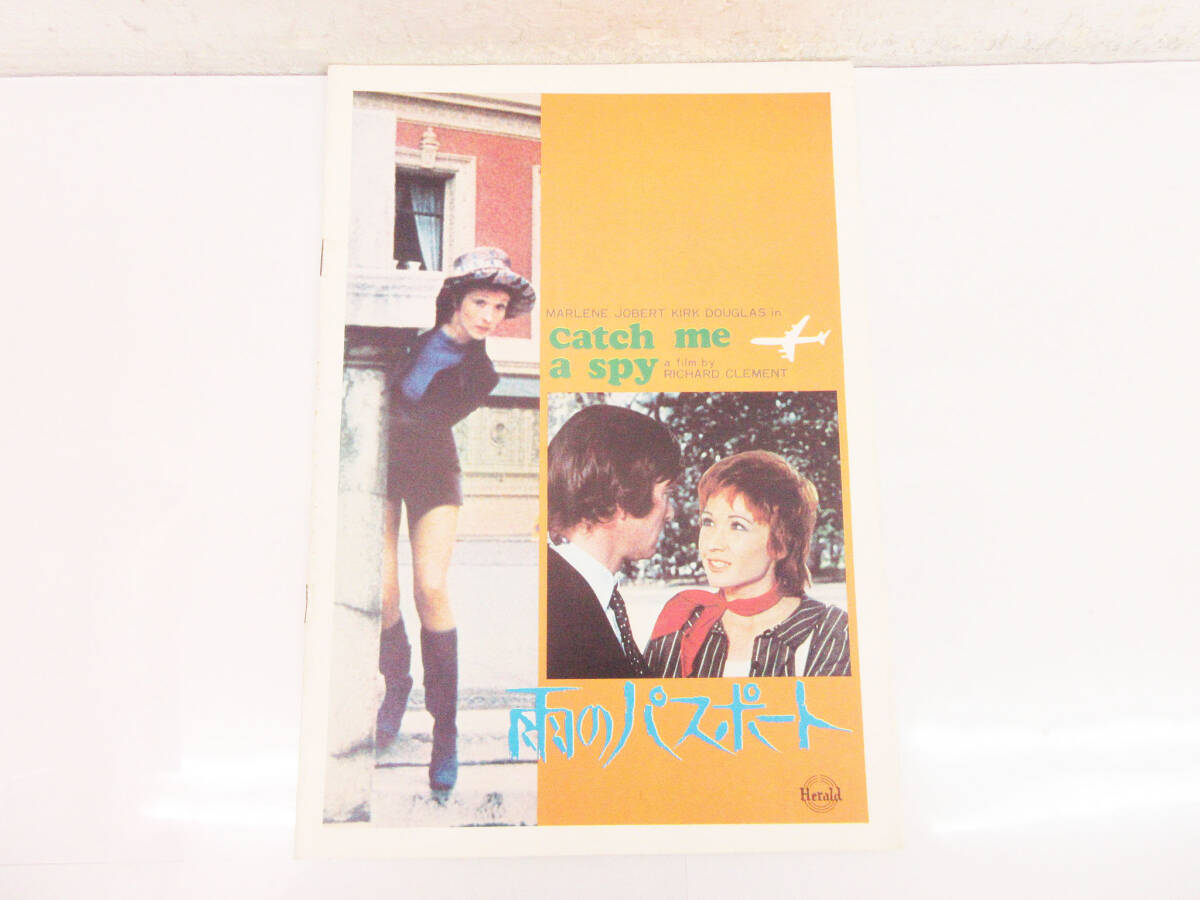 MARLENE JOBERT KIRK DOUGLAS in
catch me
a spy
a film by
RICHARD CLEMENT
雨のパスポート
Herald